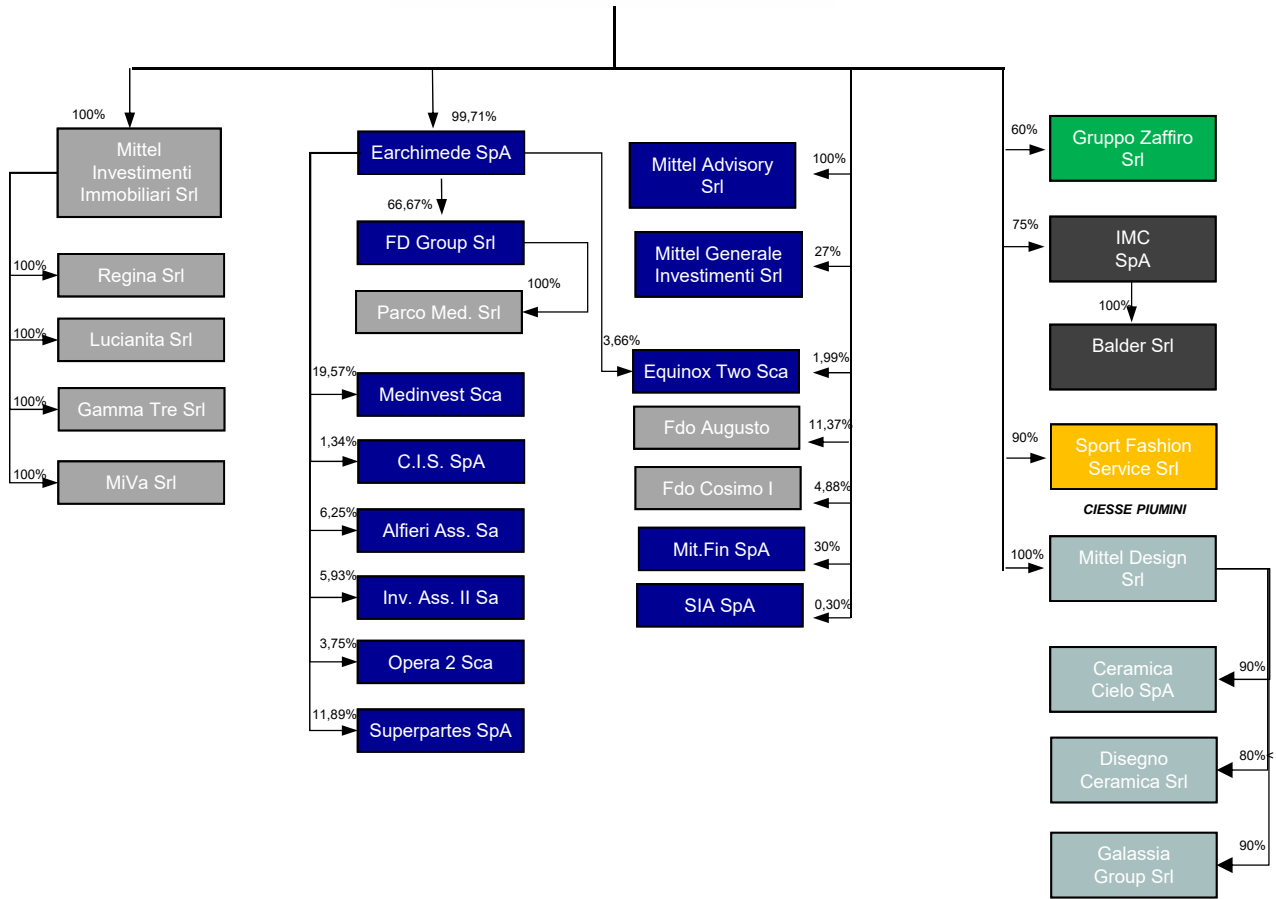 100%
Mittel
Investimenti
Immobiliari Srl
100%
Regina Srl
100%
Lucianita Srl
100%
Gamma Tre Srl
100%
MiVa Srl
99,71%
Earchimede SpA
66,67%
FD Group Srl
100%
Parco Med. Srl
19,57%
Medinvest Sca
1,34%
C.I.S. SpA
6,25%
Alfieri Ass. Sa
5,93%
Inv. Ass. II Sa
3,75%
Opera 2 Sca
11,89%
Superpartes SpA
Mittel Advisory
Srl
100%
Mittel Generale
Investimenti Srl
27%
3,66%
Equinox Two Sca
1,99%
Fdo Augusto
11,37%
Fdo Cosimo I
4,88%
Mit.Fin SpA
30%
SIA SpA
0,30%
60%
Gruppo Zaffiro
Srl
75%
IMC
SpA
100%
Balder Srl
90%
Sport Fashion
Service Srl
CIESSE PIUMINI
100%
Mittel Design
Srl
Ceramica
Cielo SpA
90%
Disegno
Ceramica Srl
80%<
Galassia
Group Srl
90%